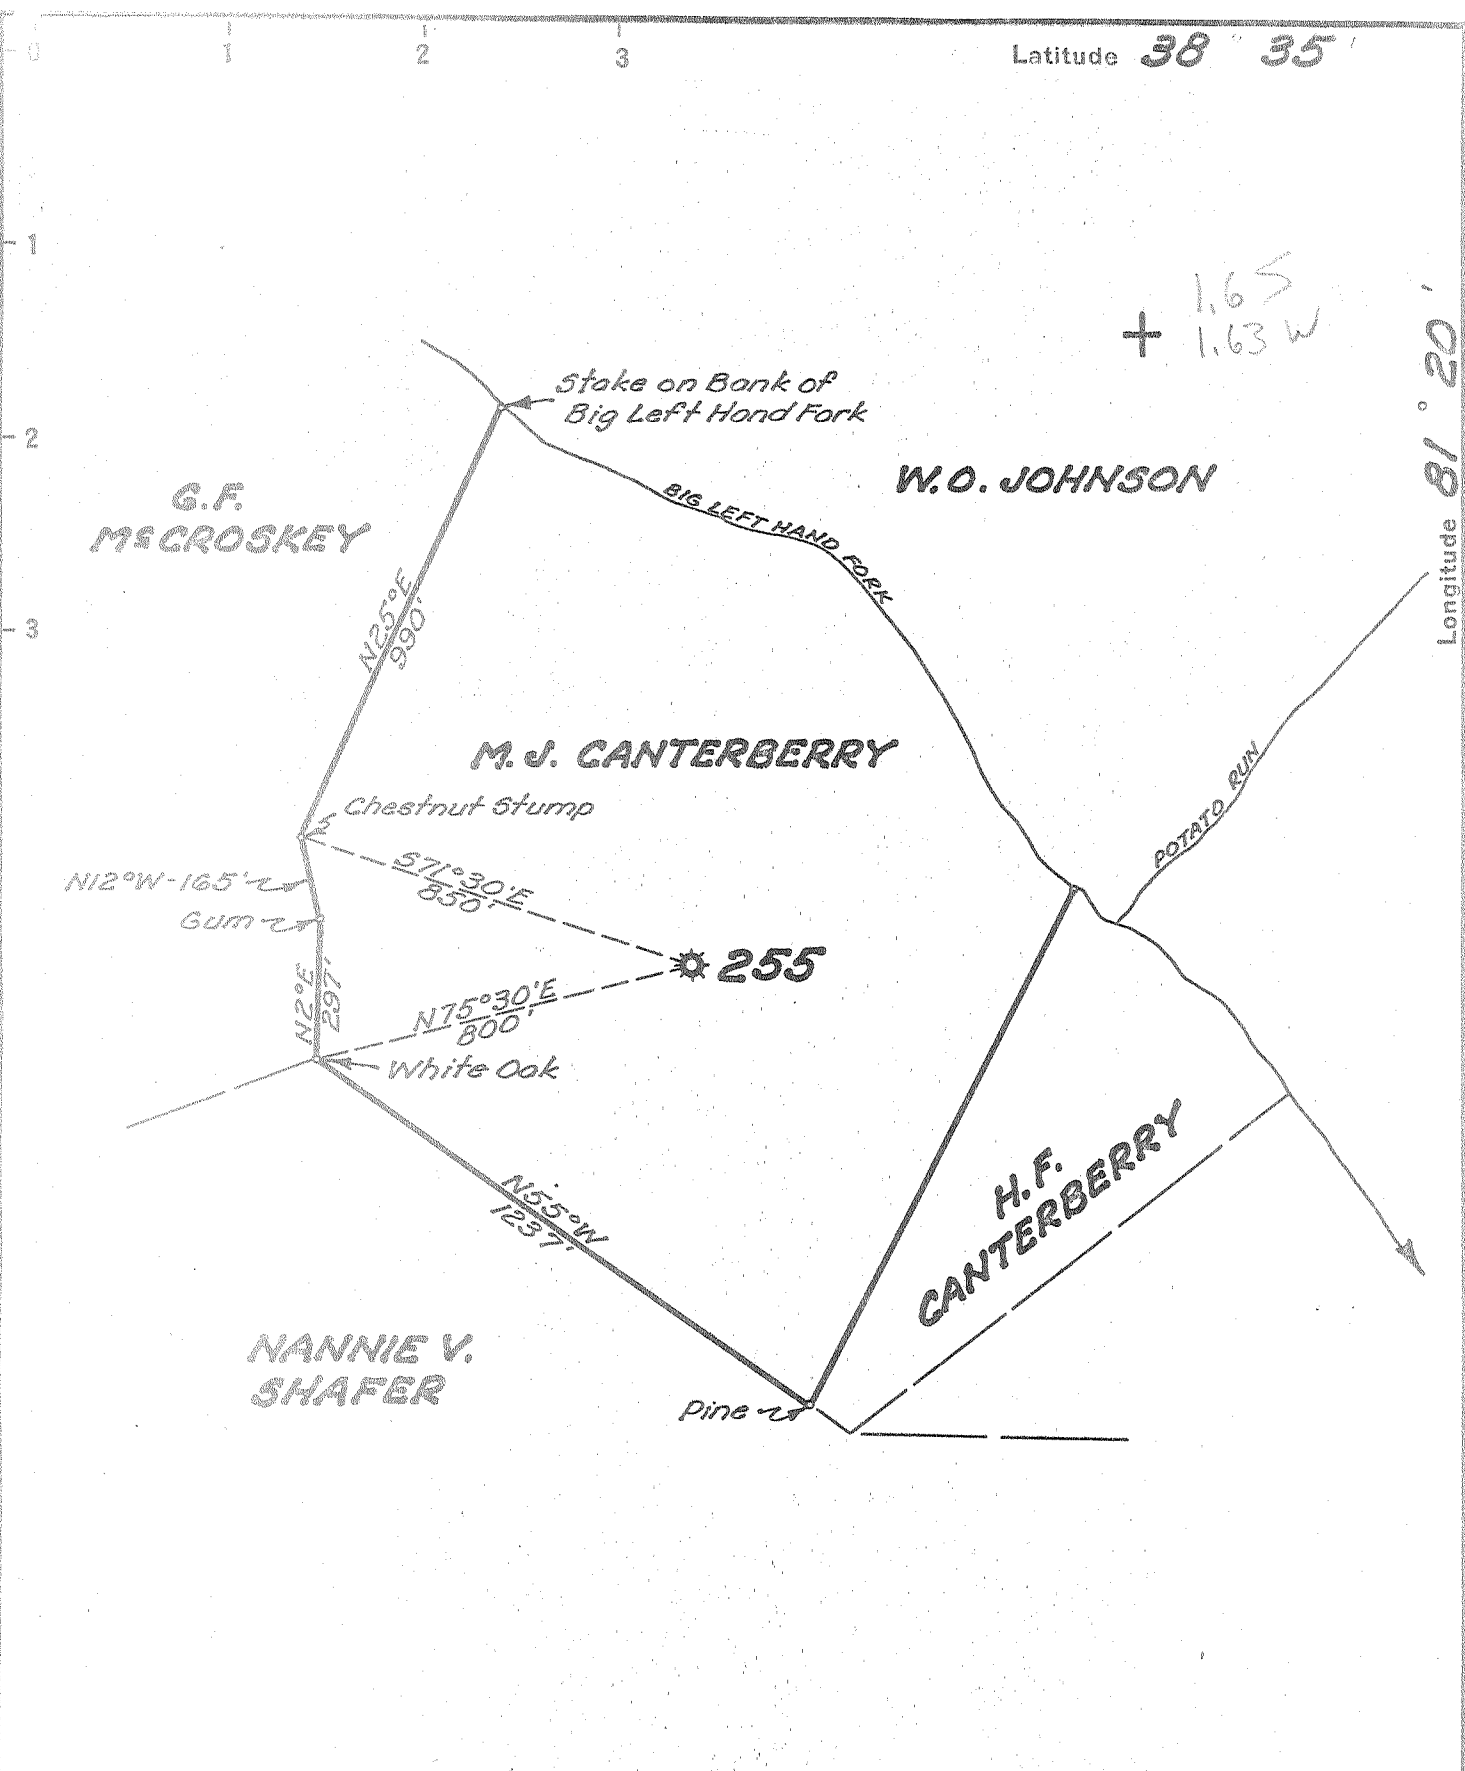 0 1 2 3
Latitude 38 ° 35 '
1
1.6 S
1.63 W
Longitude 81 ° 20 '
Stake on Bank of
Big Left Hand Fork
2
W.O. JOHNSON
G.F.
McCROSKEY
BIG LEFT HAND FORK
3
N25°E
990'
M. J. CANTERBERRY
POTATO RUN
Chestnut Stump
N12°W-165'
S71°30'E
850'
Gum
255
N2°E
297'
N75°30'E
800'
White Oak
H.F.
CANTERBERRY
N55°W
1237'
NANNIE V.
SHAFER
Pine